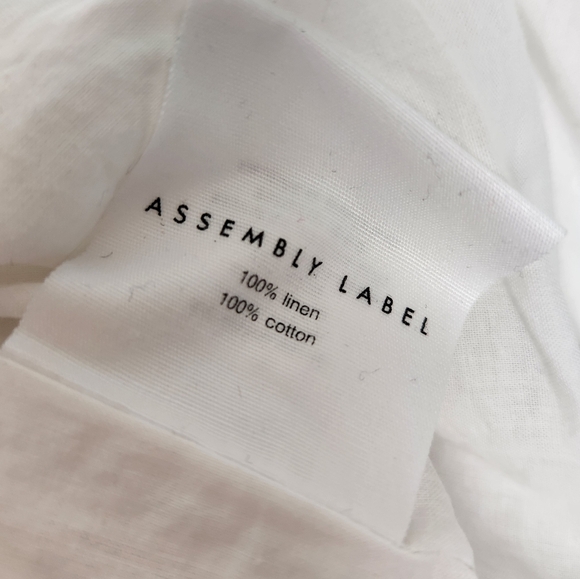 ASSEMBLY LABEL
100% linen
100% cotton